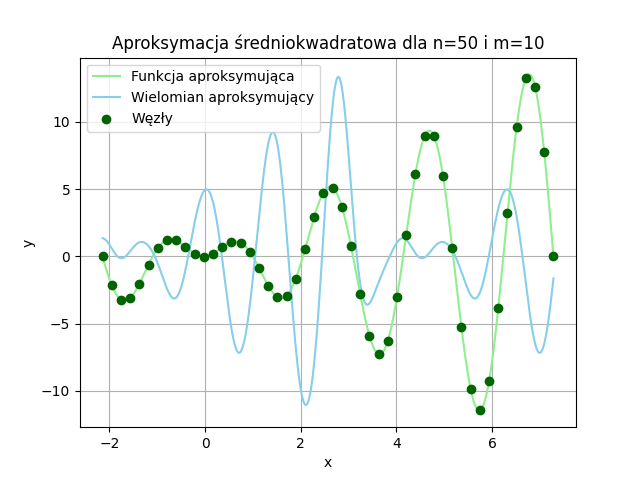 Aproksymacja średniokwadratowa dla n=50 i m=10
Funkcja aproksymująca
Wielomian aproksymujący
Węzły
y
10
5
0
−5
−10
−2
0
2
4
6
x